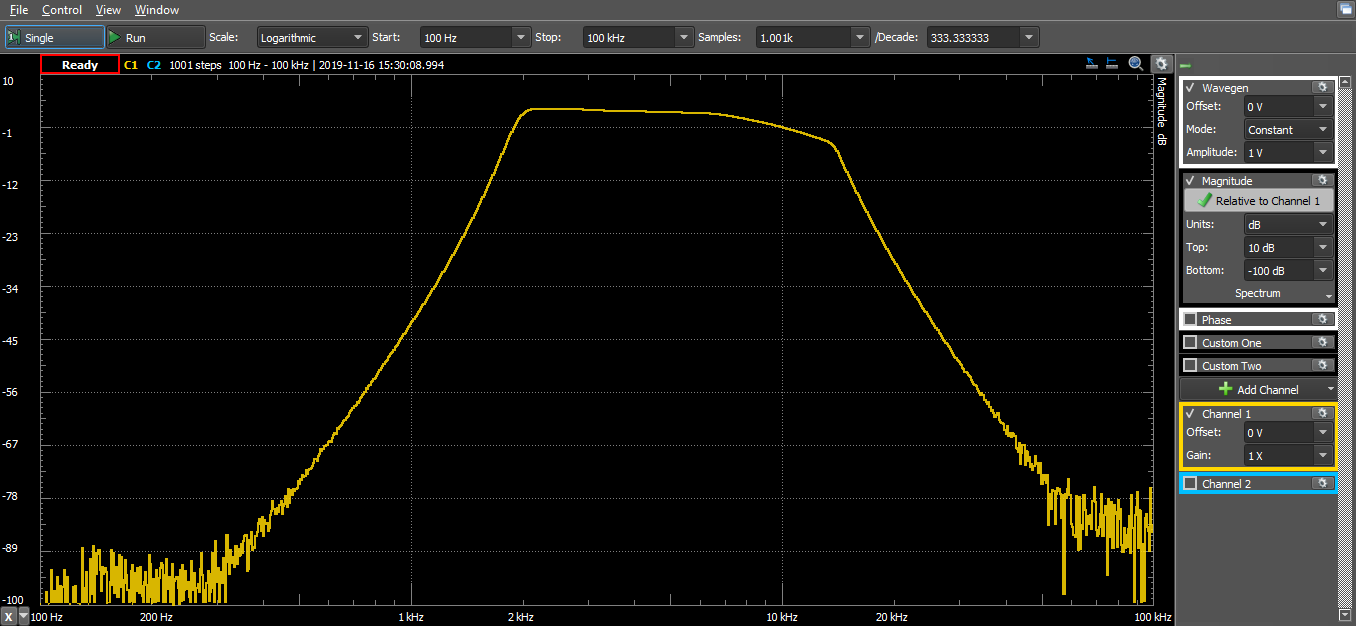 File Control View Window
Single Run Scale: Logarithmic Start: 100 Hz Stop: 100 kHz Samples: 1.001k /Decade: 333.333333
Ready C1 C2 1001 steps 100 Hz - 100 kHz | 2019-11-16 15:30:08.994
10
-1
-12
-23
-34
-45
-56
-67
-78
-89
-100
X 100 Hz 200 Hz 1 kHz 2 kHz 10 kHz 20 kHz 100 kHz
Magnitude dB
Wavegen
Offset: 0 V
Mode: Constant
Amplitude: 1 V
Magnitude
Relative to Channel 1
Units: dB
Top: 10 dB
Bottom: -100 dB
Spectrum
Phase
Custom One
Custom Two
Add Channel
Channel 1
Offset: 0 V
Gain: 1 X
Channel 2